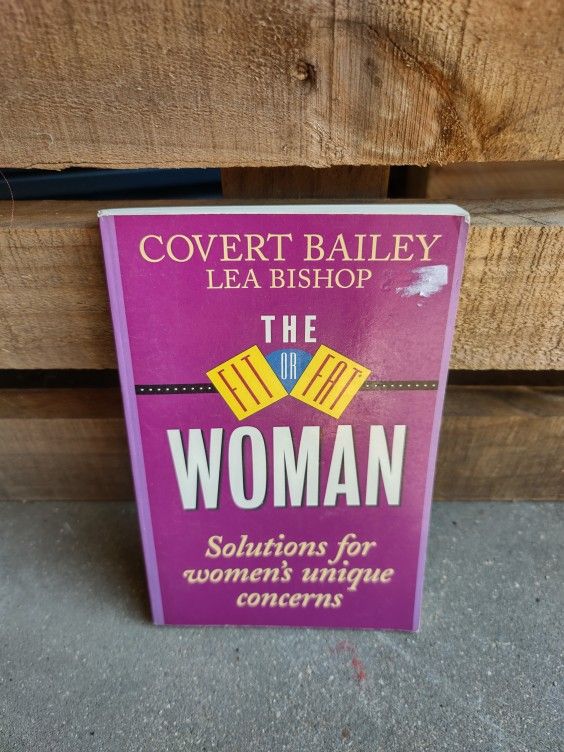 COVERT BAILEY
LEA BISHOP
THE
FIT OR FAT
WOMAN
Solutions for
women's unique
concerns